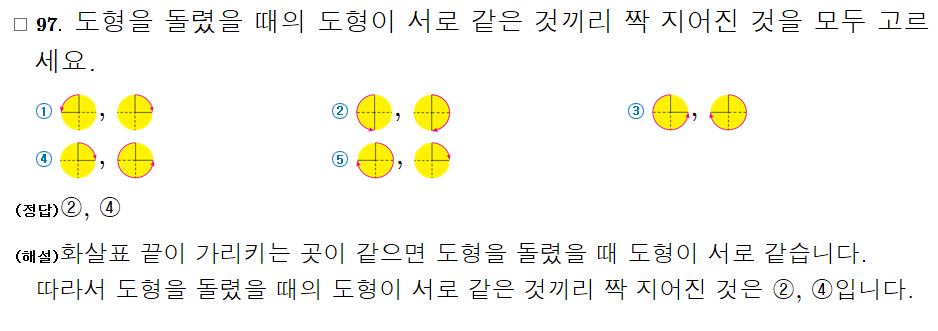 □ 97. 도형을 돌렸을 때의 도형이 서로 같은 것끼리 짝 지어진 것을 모두 고르
세요.
① , ② , ③ ,
④ , ⑤ ,
(정답)②, ④
(해설)화살표 끝이 가리키는 곳이 같으면 도형을 돌렸을 때 도형이 서로 같습니다.
따라서 도형을 돌렸을 때의 도형이 서로 같은 것끼리 짝 지어진 것은 ②, ④입니다.